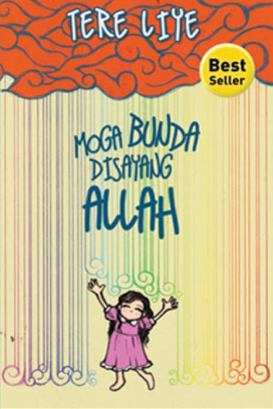 TERE LIYE
Best
Seller
MOGA BUNDA
DISAYANG
ALLAH